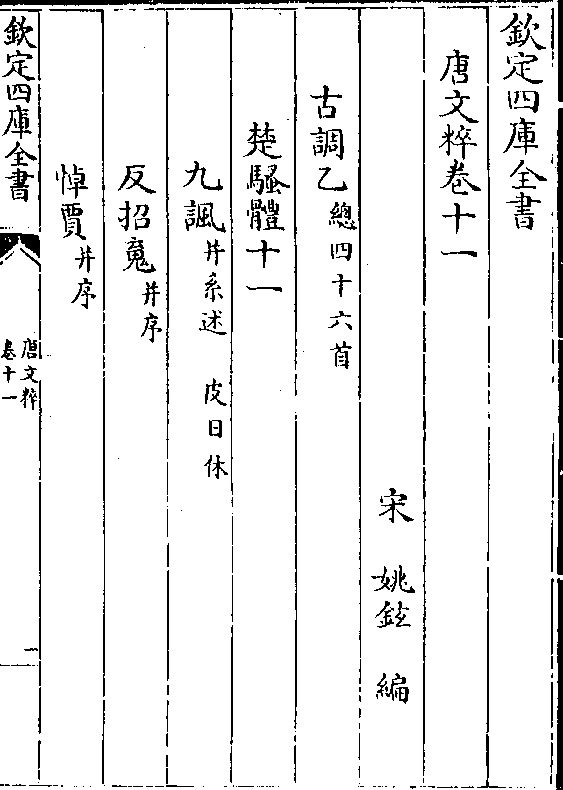 欽定四庫全書
唐文粹卷十一
宋 姚鉉 編
古調乙總四十六首
楚騷體十一
九諷并系述 皮日休
反招䰟并序
悼賈并序
欽定四庫全書
唐文粹
卷十一
一